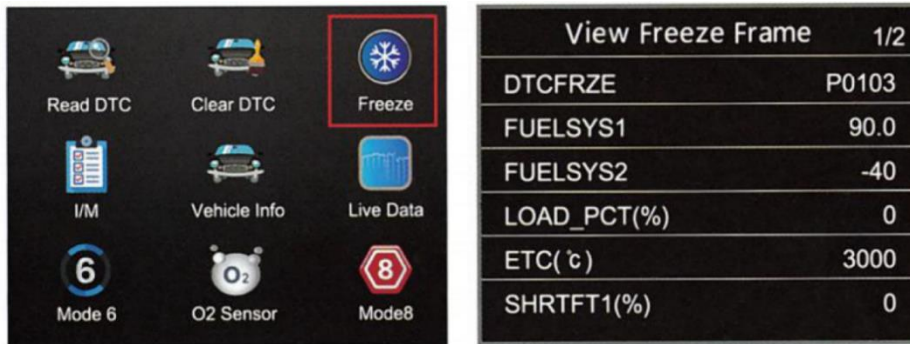 Read DTC
Clear DTC
Freeze
I/M
Vehicle Info
Live Data
6
Mode 6
O2
O2 Sensor
8
Mode8
View Freeze Frame 1/2
DTCFRZE P0103
FUELSYS1 90.0
FUELSYS2 -40
LOAD_PCT(%) 0
ETC(℃) 3000
SHRTFT1(%) 0